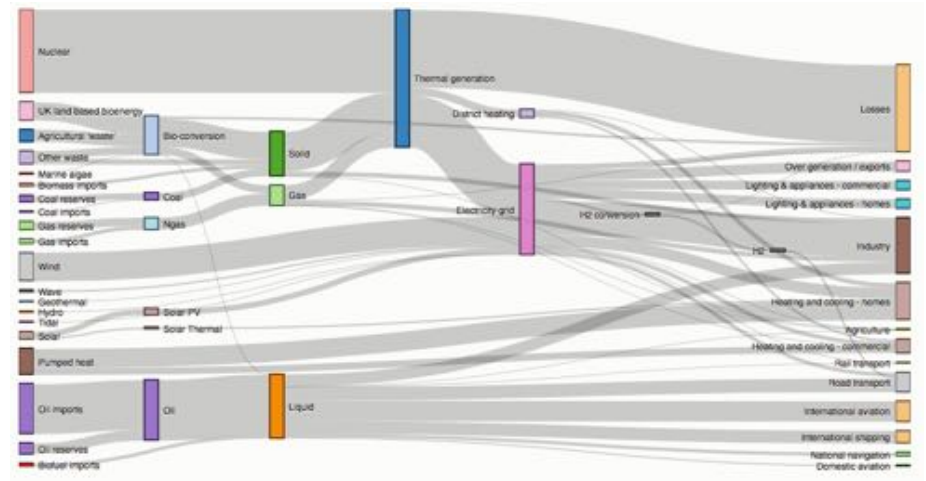 Nuclear
Thermal generation
Losses
UK land based bioenergy
District heating
Agricultural 'waste'
Bio-conversion
Other waste
Solid
Over generation / exports
Marine algae
Biomass imports
Lighting & appliances - commercial
Coal reserves
Coal
Gas
Lighting & appliances - homes
Coal imports
Electricity grid
H2 conversion
Gas reserves
Ngas
Gas imports
Industry
H2
Wind
Wave
Geothermal
Heating and cooling - homes
Hydro
Solar PV
Tidal
Solar Thermal
Agriculture
Solar
Heating and cooling - commercial
Pumped heat
Rail transport
Road transport
Oil imports
Oil
Liquid
International aviation
International shipping
Oil reserves
National navigation
Biofuel imports
Domestic aviation